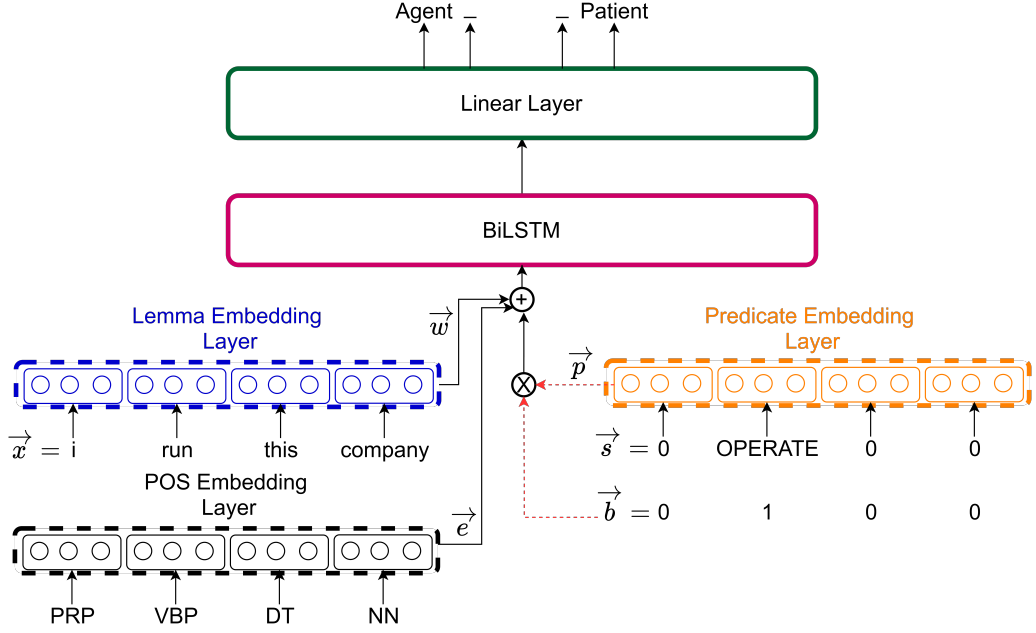 Agent _ _ Patient
Linear Layer
BiLSTM
+
Lemma Embedding
Layer
w
Predicate Embedding
Layer
p
X
x = i run this company
s = 0 OPERATE 0 0
POS Embedding
Layer
e
b = 0 1 0 0
PRP VBP DT NN